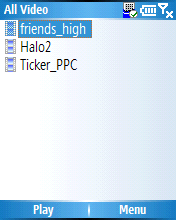 All Video
friends_high
Halo2
Ticker_PPC
Play Menu